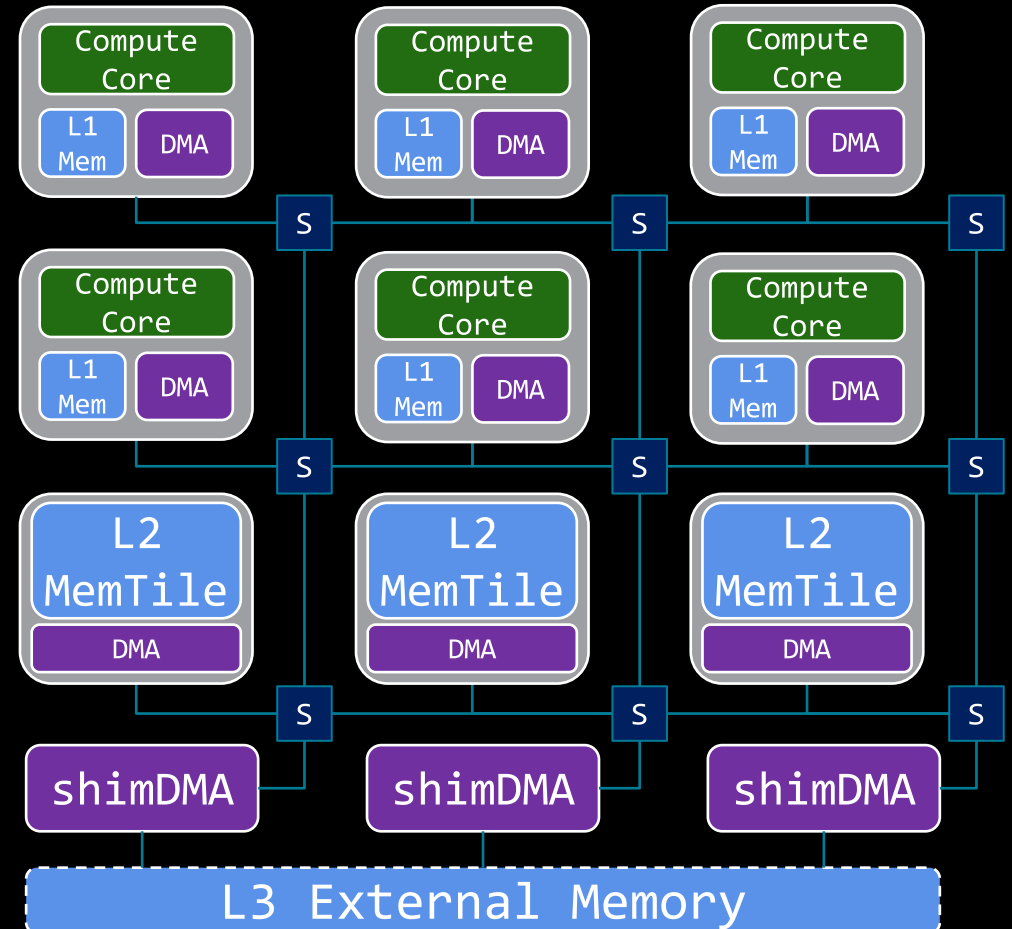 Compute
Core
L1
Mem
DMA
Compute
Core
L1
Mem
DMA
Compute
Core
L1
Mem
DMA
S
S
S
Compute
Core
L1
Mem
DMA
Compute
Core
L1
Mem
DMA
Compute
Core
L1
Mem
DMA
S
S
S
L2
MemTile
DMA
L2
MemTile
DMA
L2
MemTile
DMA
S
S
S
shimDMA
shimDMA
shimDMA
L3 External Memory